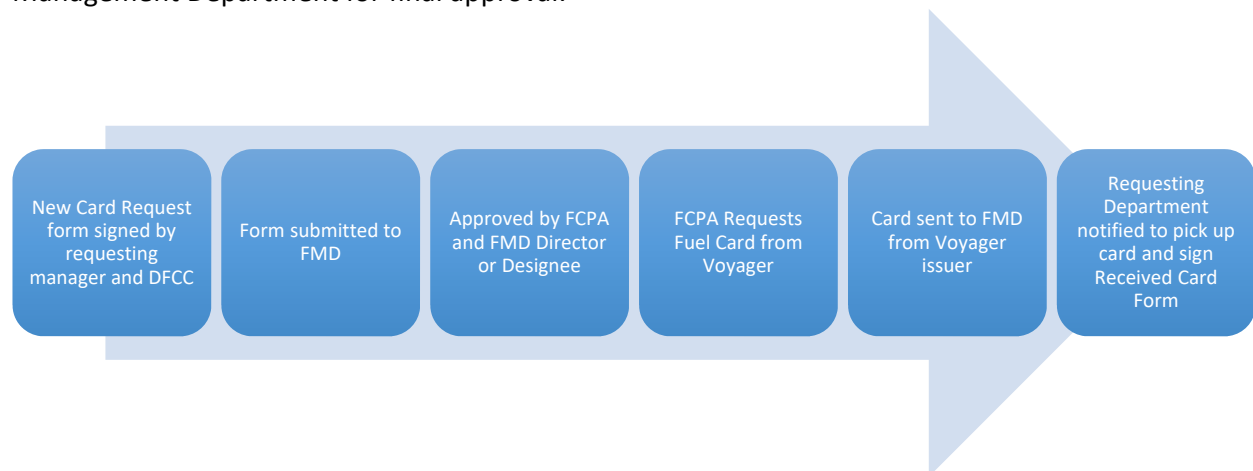 Management Department for final approval.
New Card Request
form signed by
requesting
manager and DFCC
Form submitted to
FMD
Approved by FCPA
and FMD Director
or Designee
FCPA Requests
Fuel Card from
Voyager
Card sent to FMD
from Voyager
issuer
Requesting
Department
notified to pick up
card and sign
Received Card
Form